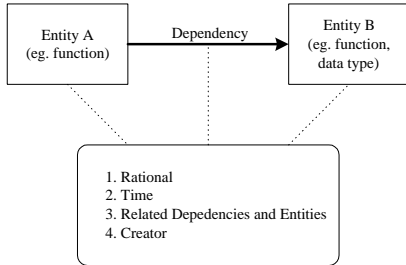 Entity A
(eg. function)
Dependency
Entity B
(eg. function,
data type)
1. Rational
2. Time
3. Related Depedencies and Entities
4. Creator